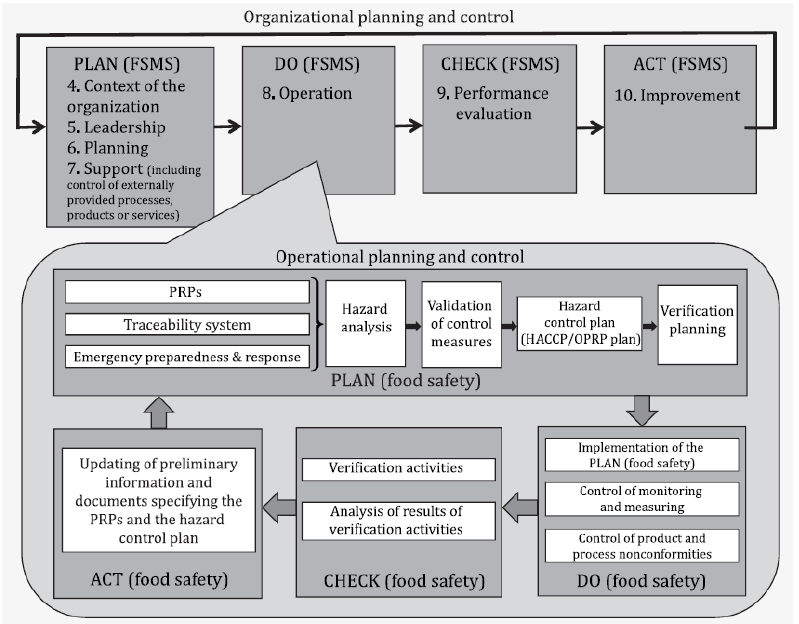 Organizational planning and control
PLAN (FSMS)
4. Context of the
organization
5. Leadership
6. Planning
7. Support (including
control of externally
provided processes,
products or services)
DO (FSMS)
8. Operation
CHECK (FSMS)
9. Performance
evaluation
ACT (FSMS)
10. Improvement
Operational planning and control
PRPs
Traceability system
Emergency preparedness & response
Hazard
analysis
Validation
of control
measures
Hazard
control plan
(HACCP/OPRP plan)
Verification
planning
PLAN (food safety)
Updating of preliminary
information and
documents specifying the
PRPs and the hazard
control plan
ACT (food safety)
Verification activities
Analysis of results of
verification activities
CHECK (food safety)
Implementation of the
PLAN (food safety)
Control of monitoring
and measuring
Control of product and
process nonconformities
DO (food safety)